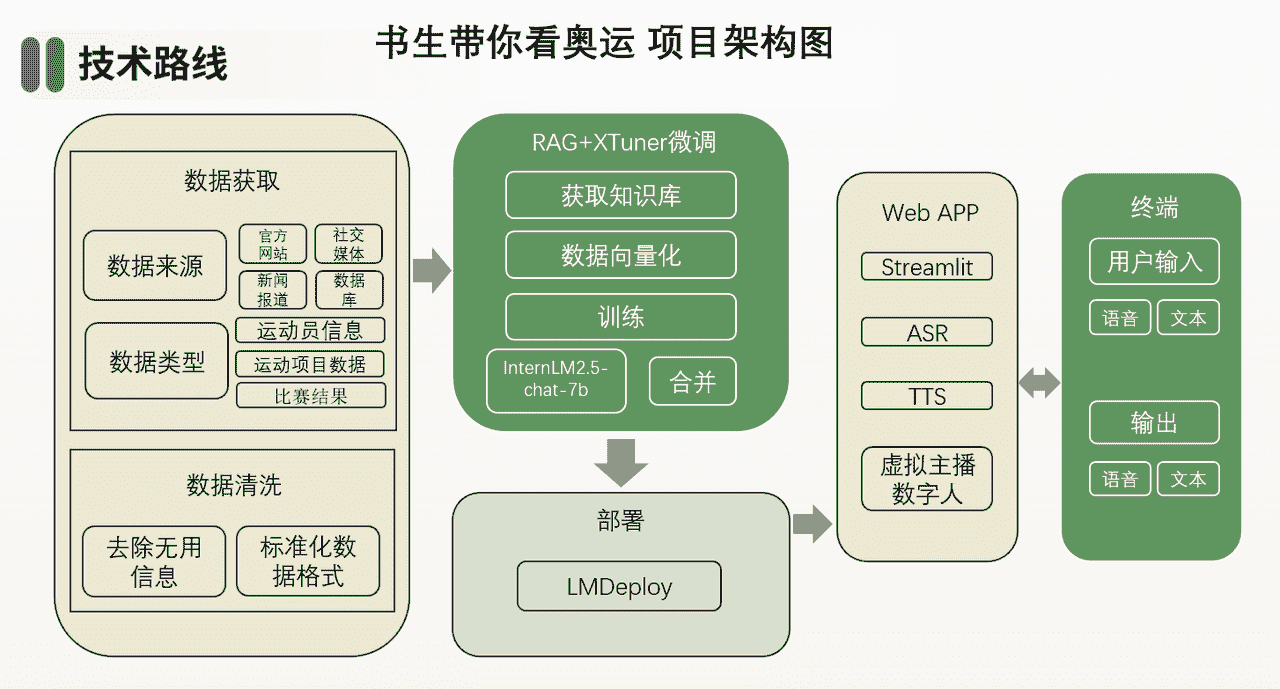 书生带你看奥运 项目架构图
技术路线
数据获取
数据来源
官方
网站
社交
媒体
新闻
报道
数据
库
数据类型
运动员信息
运动项目数据
比赛结果
数据清洗
去除无用
信息
标准化数
据格式
RAG+XTuner微调
获取知识库
数据向量化
训练
InternLM2.5-
chat-7b
合并
部署
LMDeploy
Web APP
Streamlit
ASR
TTS
虚拟主播
数字人
终端
用户输入
语音
文本
输出
语音
文本